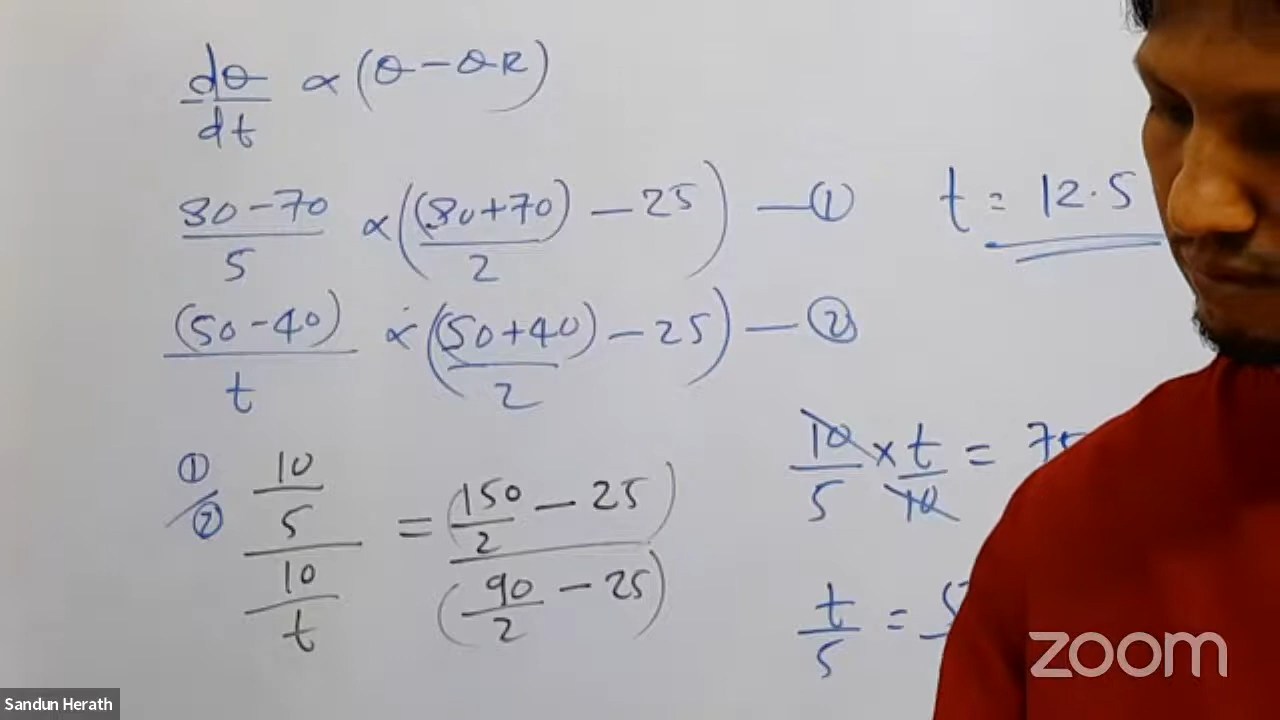 dθ/dt ∝ (θ - θR)
80-70/5 ∝ ((80+70)/2 - 25) — ①
t = 12.5
(50-40)/t ∝ ((50+40)/2 - 25) — ②
①/② 10/5 / 10/t = (150/2 - 25) / (90/2 - 25)
10/5 × t/10 =
t/5 =
zoom
Sandun Herath